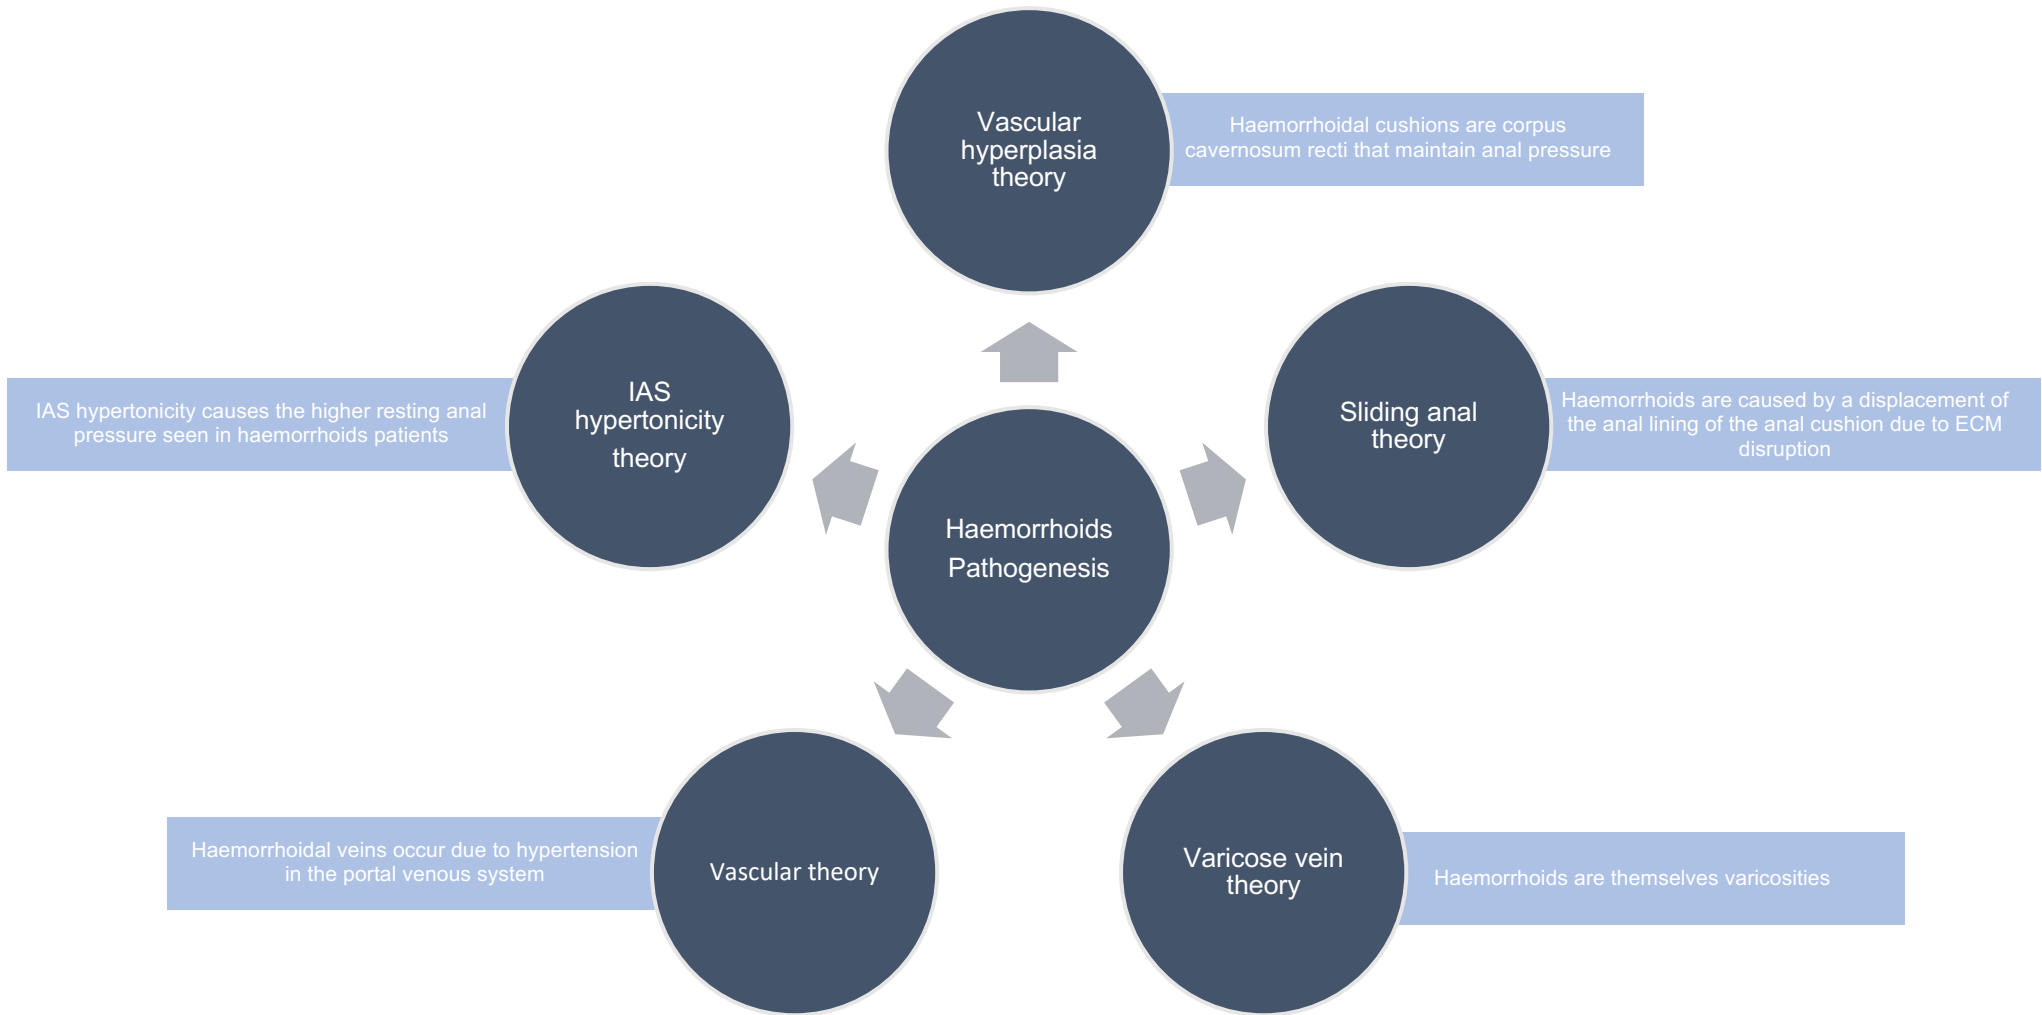 Vascular
hyperplasia
theory
Haemorrhoidal cushions are corpus
cavernosum recti that maintain anal pressure
IAS
hypertonicity
theory
IAS hypertonicity causes the higher resting anal
pressure seen in haemorrhoids patients
Sliding anal
theory
Haemorrhoids are caused by a displacement of
the anal lining of the anal cushion due to ECM
disruption
Haemorrhoids
Pathogenesis
Vascular theory
Haemorrhoidal veins occur due to hypertension
in the portal venous system
Varicose vein
theory
Haemorrhoids are themselves varicosities